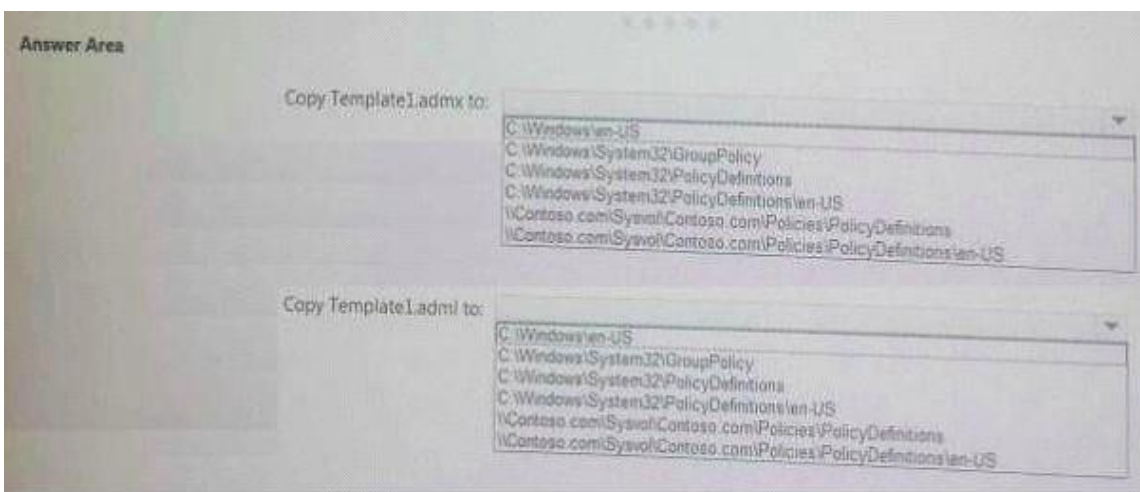 Answer Area
Copy Template1.admx to:
C:\Windows\en-US
C:\Windows\System32\GroupPolicy
C:\Windows\System32\PolicyDefinitions
C:\Windows\System32\PolicyDefinitions\en-US
\\Contoso.com\Sysvol\Contoso.com\Policies\PolicyDefinitions
\\Contoso.com\Sysvol\Contoso.com\Policies\PolicyDefinitions\en-US
Copy Template1.adml to:
C:\Windows\en-US
C:\Windows\System32\GroupPolicy
C:\Windows\System32\PolicyDefinitions
C:\Windows\System32\PolicyDefinitions\en-US
\\Contoso.com\Sysvol\Contoso.com\Policies\PolicyDefinitions
\\Contoso.com\Sysvol\Contoso.com\Policies\PolicyDefinitions\en-US